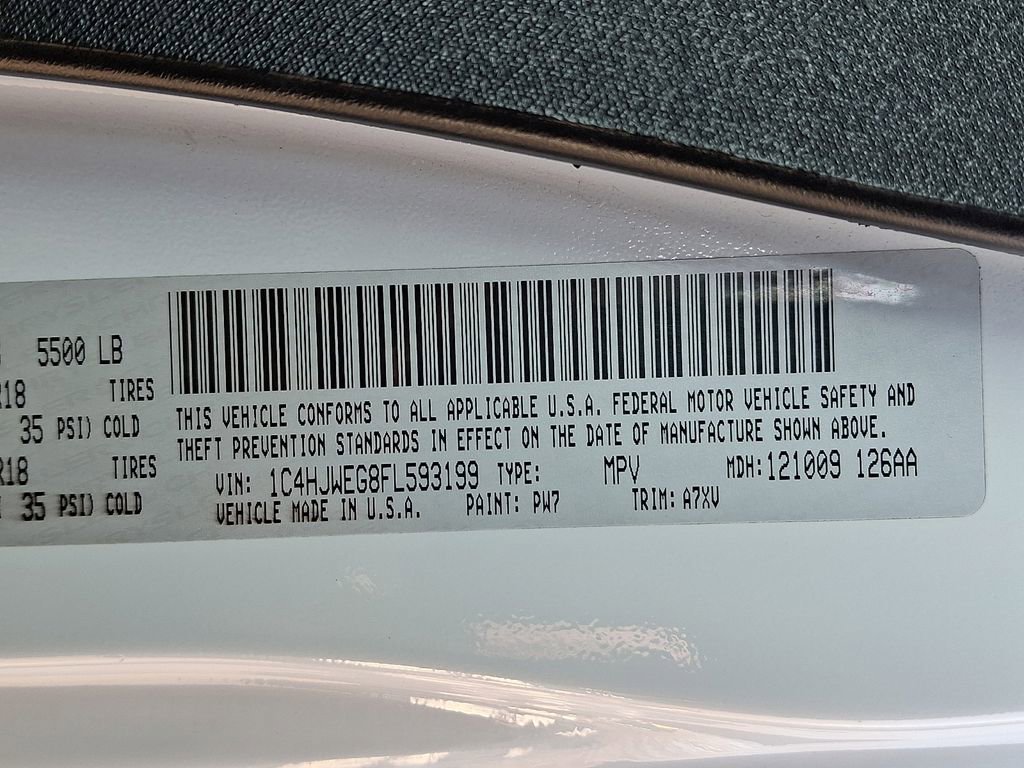 5500 LB
R18 TIRES
35 PSI) COLD
R18 TIRES
35 PSI) COLD
THIS VEHICLE CONFORMS TO ALL APPLICABLE U.S.A. FEDERAL MOTOR VEHICLE SAFETY AND
THEFT PREVENTION STANDARDS IN EFFECT ON THE DATE OF MANUFACTURE SHOWN ABOVE.
VIN: 1C4HJWEG8FL593199 TYPE: MPV MDH: 121009 126AA
VEHICLE MADE IN U.S.A. PAINT: PW7 TRIM: A7XV